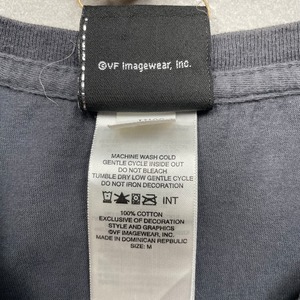 ©VF Imagewear, Inc.
MACHINE WASH COLD
GENTLE CYCLE INSIDE OUT
DO NOT BLEACH
TUMBLE DRY LOW GENTLE CYCLE
DO NOT IRON DECORATION
INT
100% COTTON
EXCLUSIVE OF DECORATION
STYLE AND GRAPHICS
©VF IMAGEWEAR, INC.
MADE IN DOMINICAN REPBULIC
SIZE: M